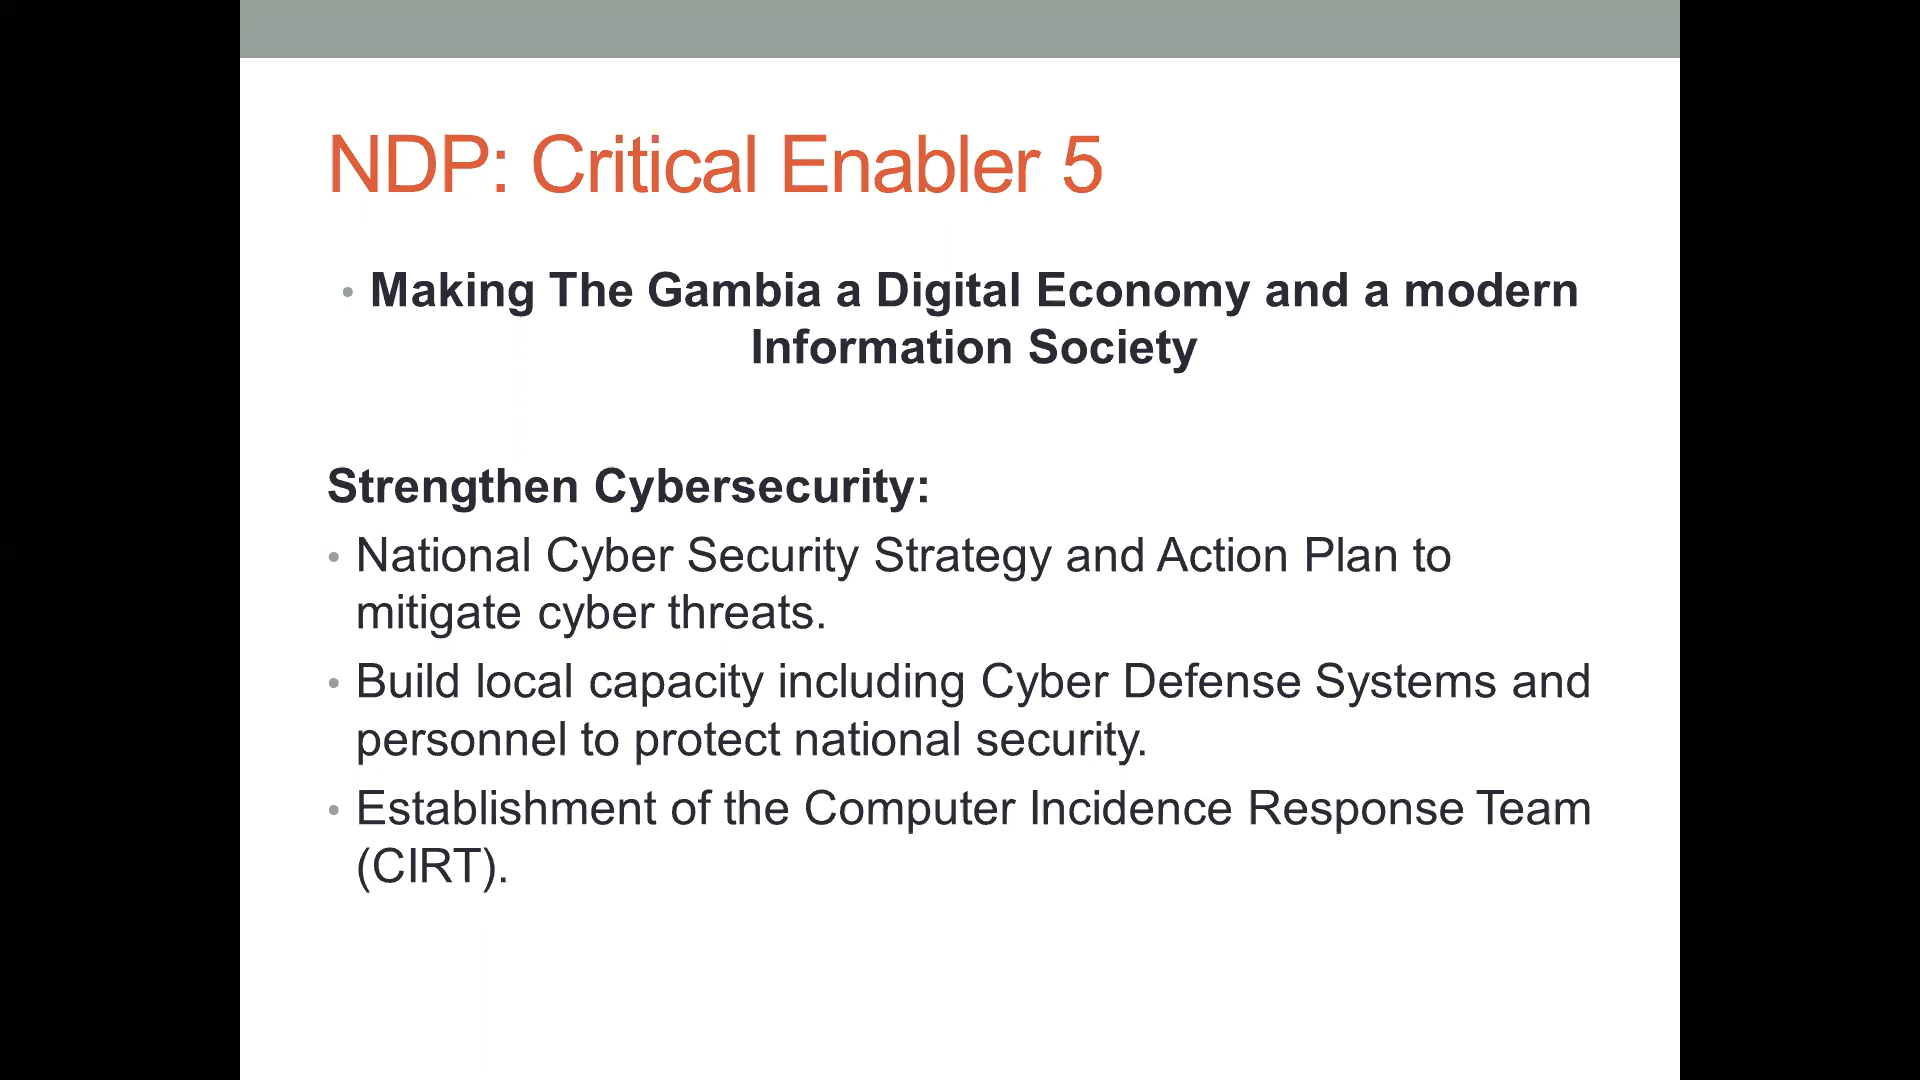 NDP: Critical Enabler 5
• Making The Gambia a Digital Economy and a modern
Information Society
Strengthen Cybersecurity:
• National Cyber Security Strategy and Action Plan to
mitigate cyber threats.
• Build local capacity including Cyber Defense Systems and
personnel to protect national security.
• Establishment of the Computer Incidence Response Team
(CIRT).